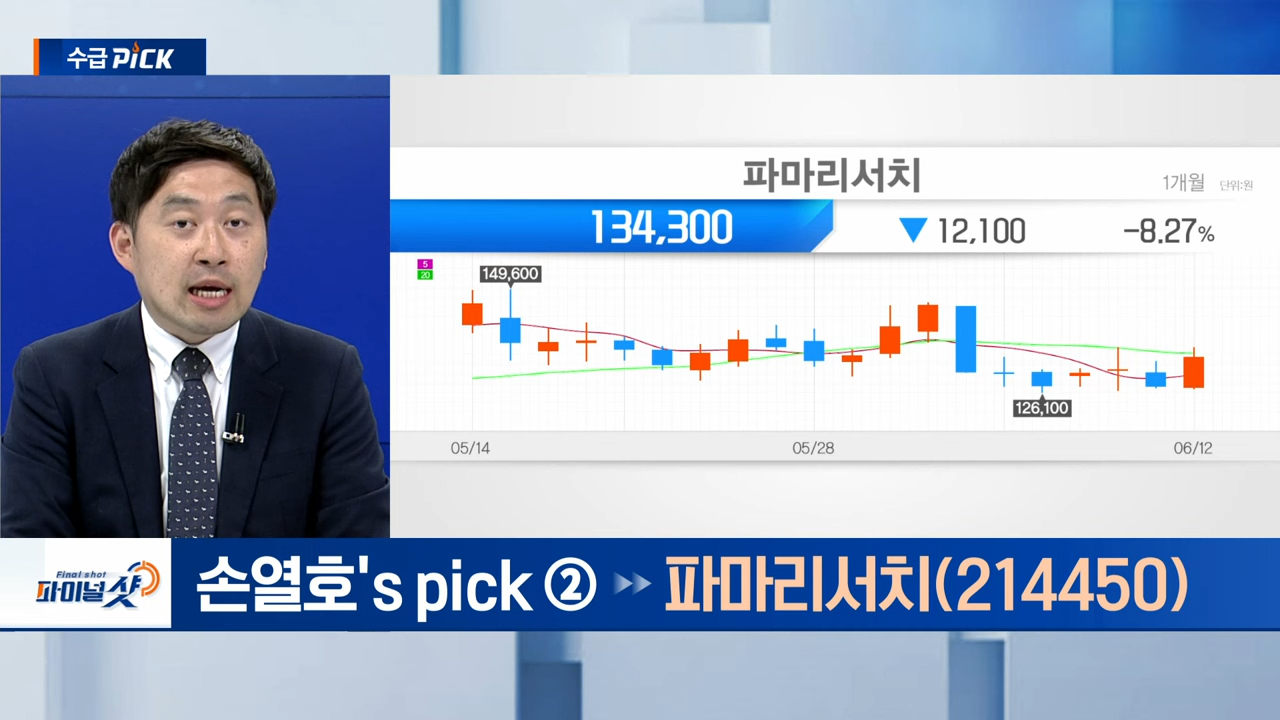 수급 PiCK
파마리서치
1개월 단위:원
134,300 ▼ 12,100 -8.27%
5
20
149,600
126,100
05/14 05/28 06/12
Final shot
파이널샷
손열호's pick ② ▶▶ 파마리서치(214450)